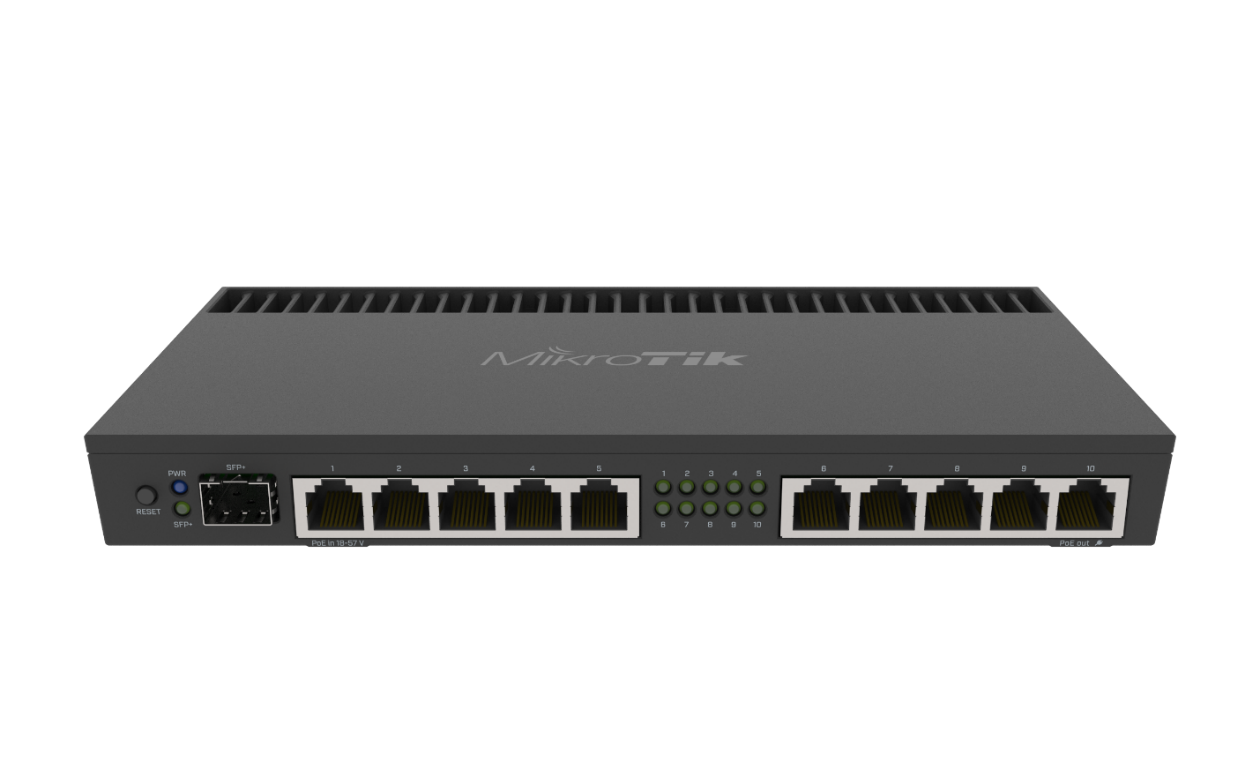 MikroTik
PWR
SFP+
RESET
SFP+
1 2 3 4 5
PoE in 18-57 V
1 2 3 4 5
6 7 8 9 10
6 7 8 9 10
PoE out